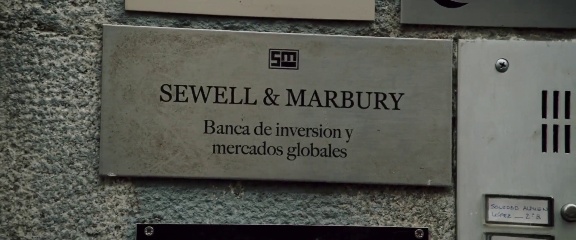 sm
SEWELL & MARBURY
Banca de inversion y
mercados globales